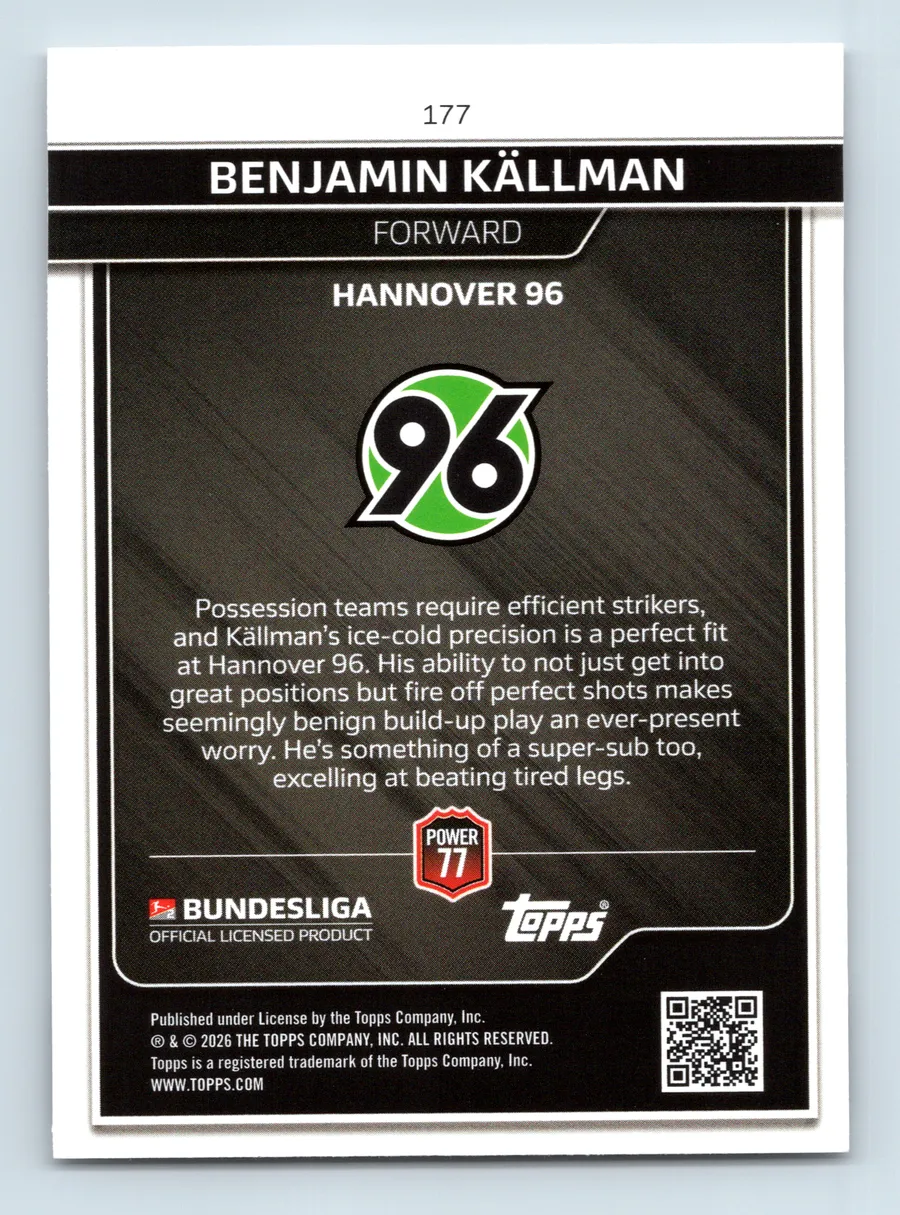 177
BENJAMIN KÄLLMAN
FORWARD
HANNOVER 96
96
Possession teams require efficient strikers,
and Källman's ice-cold precision is a perfect fit
at Hannover 96. His ability to not just get into
great positions but fire off perfect shots makes
seemingly benign build-up play an ever-present
worry. He's something of a super-sub too,
excelling at beating tired legs.
POWER
77
2 BUNDESLIGA
OFFICIAL LICENSED PRODUCT
topps®
Published under License by the Topps Company, Inc.
® & © 2026 THE TOPPS COMPANY, INC. ALL RIGHTS RESERVED.
Topps is a registered trademark of the Topps Company, Inc.
WWW.TOPPS.COM